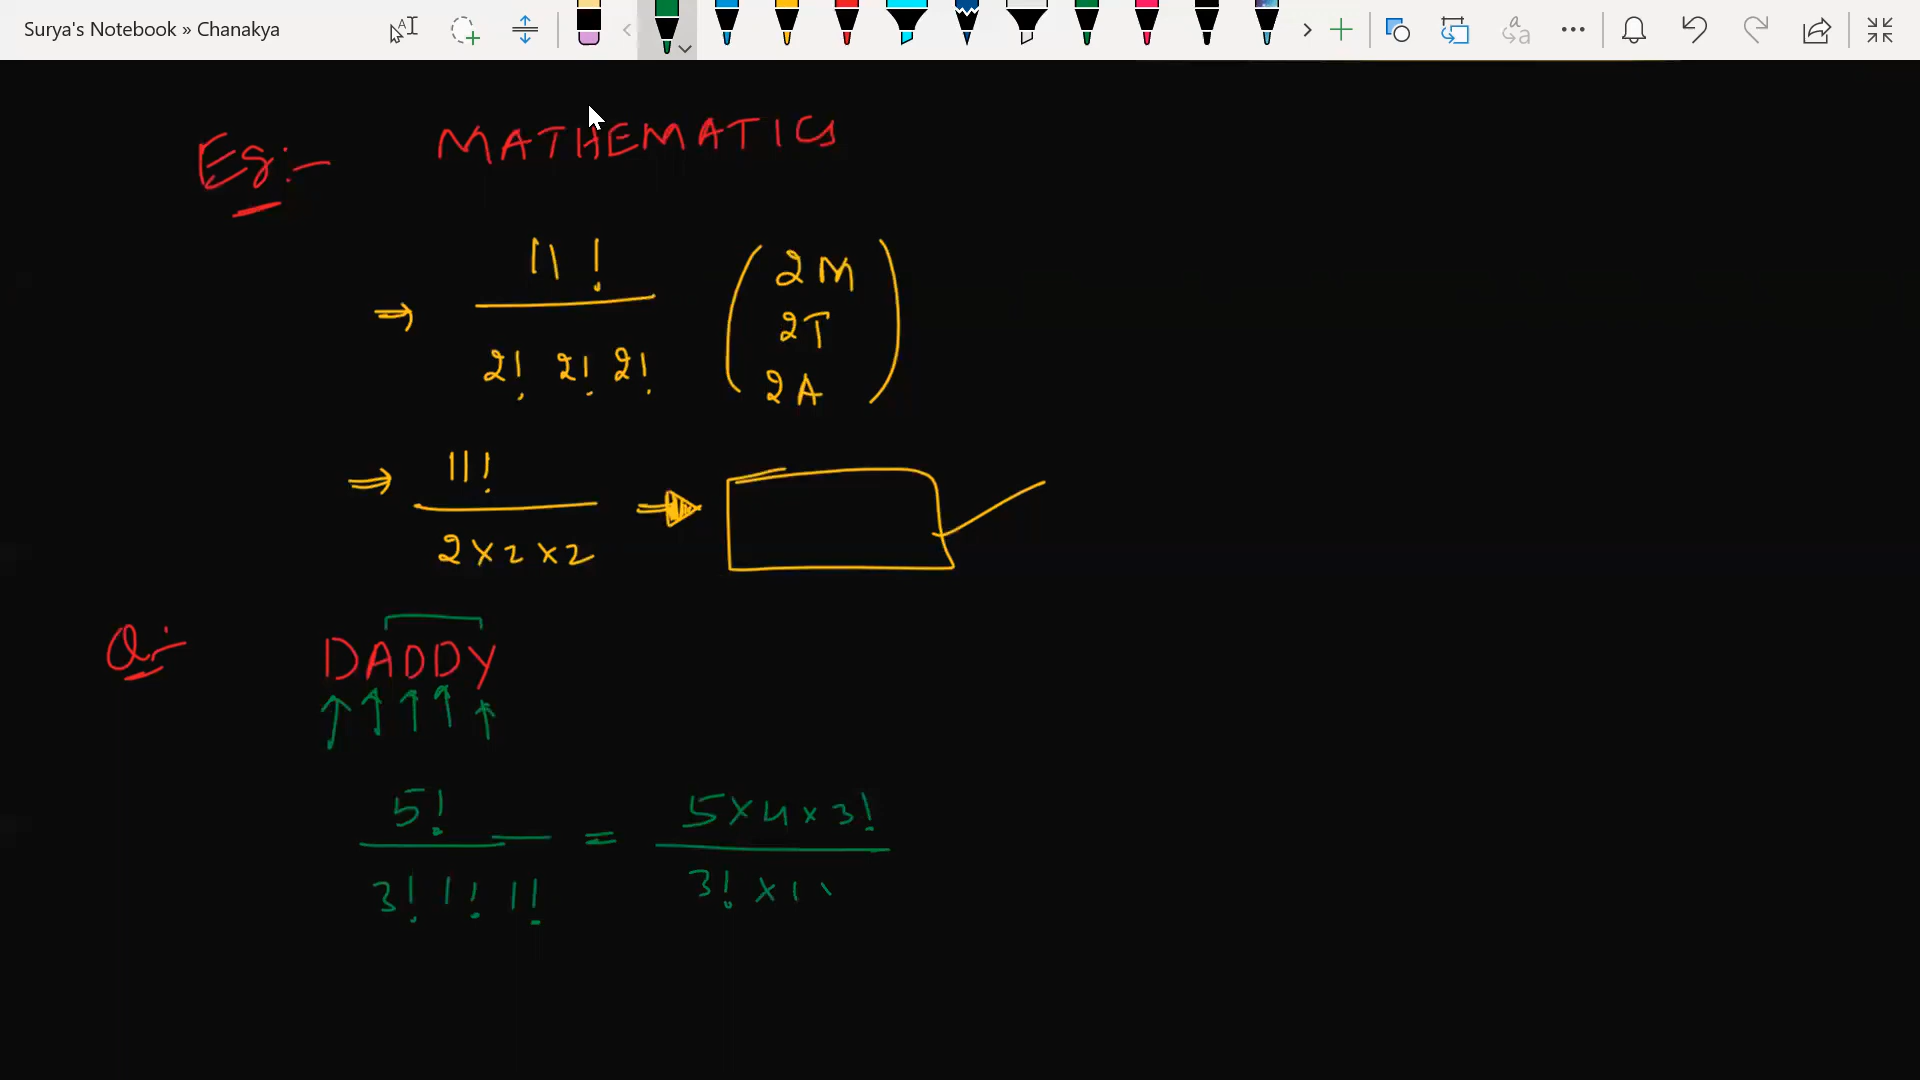 Surya's Notebook » Chanakya
Eg:- MATHEMATICS
⇒ 11! / 2! 2! 2! ( 2M 2T 2A )
⇒ 11! / 2×2×2 ⇒
Q:- DADDY
5! / 3! 1! 1! = 5×4×3! / 3! ×1